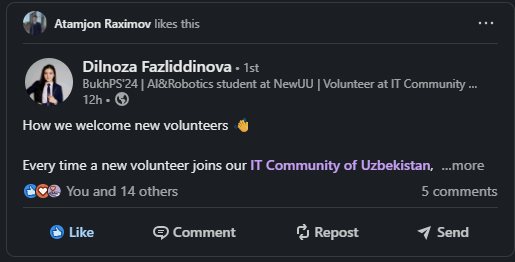 Atamjon Raximov likes this
Dilnoza Fazliddinova • 1st
BukhPS'24 | AI&Robotics student at NewUU | Volunteer at IT Community ...
12h •
How we welcome new volunteers 👏
Every time a new volunteer joins our IT Community of Uzbekistan, ...more
You and 14 others
5 comments
Like
Comment
Repost
Send